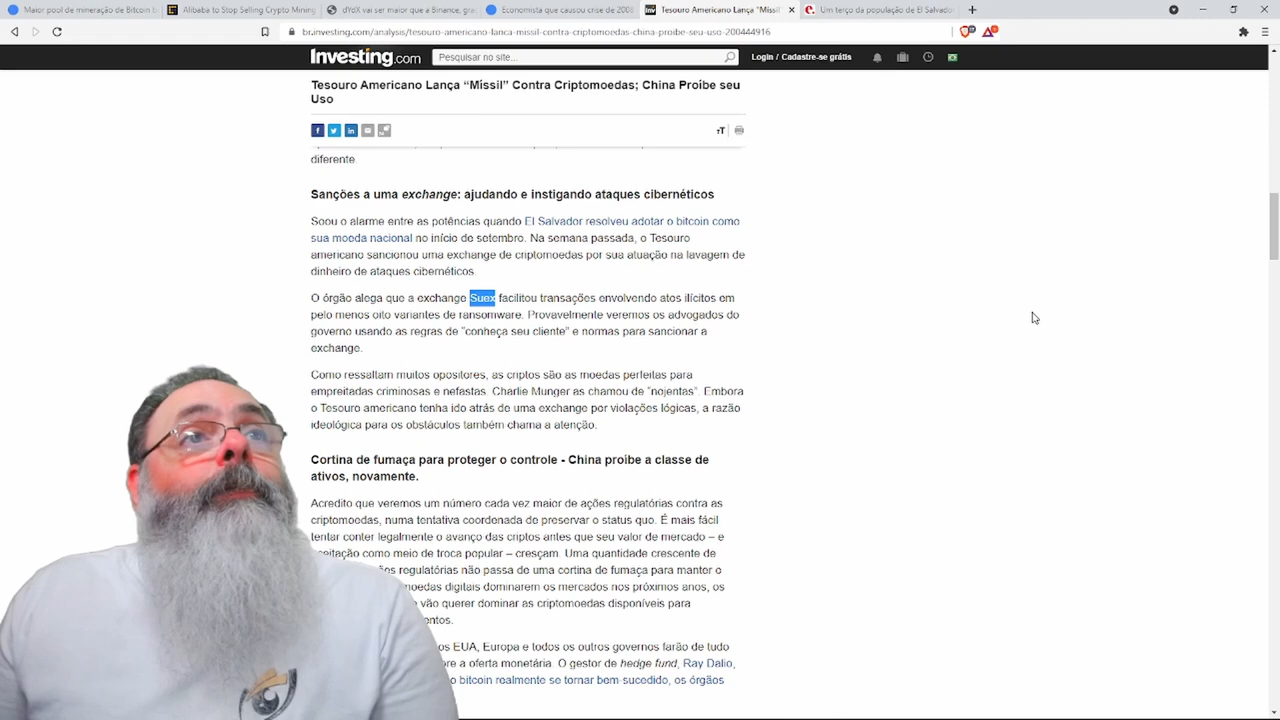 Maior pool de mineração de Bitcoin b
Alibaba to Stop Selling Crypto Mining
dYdX vai ser maior que a Binance, gra
Economista que causou crise de 2008
Tesouro Americano Lança "Míssil"
Um terço da população de El Salvador
br.investing.com/analysis/tesouro-americano-lanca-missil-contra-criptomoedas-china-proibe-seu-uso-200444916
Investing.com
Pesquisar no site...
Login / Cadastre-se grátis
Tesouro Americano Lança “Míssil” Contra Criptomoedas; China Proíbe seu
Uso
diferente.
Sanções a uma exchange: ajudando e instigando ataques cibernéticos
Soou o alarme entre as potências quando El Salvador resolveu adotar o bitcoin como
sua moeda nacional no início de setembro. Na semana passada, o Tesouro
americano sancionou uma exchange de criptomoedas por sua atuação na lavagem de
dinheiro de ataques cibernéticos.
O órgão alega que a exchange Suex facilitou transações envolvendo atos ilícitos em
pelo menos oito variantes de ransomware. Provavelmente veremos os advogados do
governo usando as regras de “conheça seu cliente” e normas para sancionar a
exchange.
Como ressaltam muitos opositores, as criptos são as moedas perfeitas para
empreitadas criminosas e nefastas. Charlie Munger as chamou de “nojentas”. Embora
o Tesouro americano tenha ido atrás de uma exchange por violações lógicas, a razão
ideológica para os obstáculos também chama a atenção.
Cortina de fumaça para proteger o controle - China proíbe a classe de
ativos, novamente.
Acredito que veremos um número cada vez maior de ações regulatórias contra as
criptomoedas, numa tentativa coordenada de preservar o status quo. É mais fácil
tentar conter legalmente o avanço das criptos antes que seu valor de mercado – e
aceitação como meio de troca popular – cresçam. Uma quantidade crescente de
ões regulatórias não passa de uma cortina de fumaça para manter o
moedas digitais dominarem os mercados nos próximos anos, os
vão querer dominar as criptomoedas disponíveis para
entos.
os EUA, Europa e todos os outros governos farão de tudo
re a oferta monetária. O gestor de hedge fund, Ray Dalio,
o bitcoin realmente se tornar bem-sucedido, os órgãos